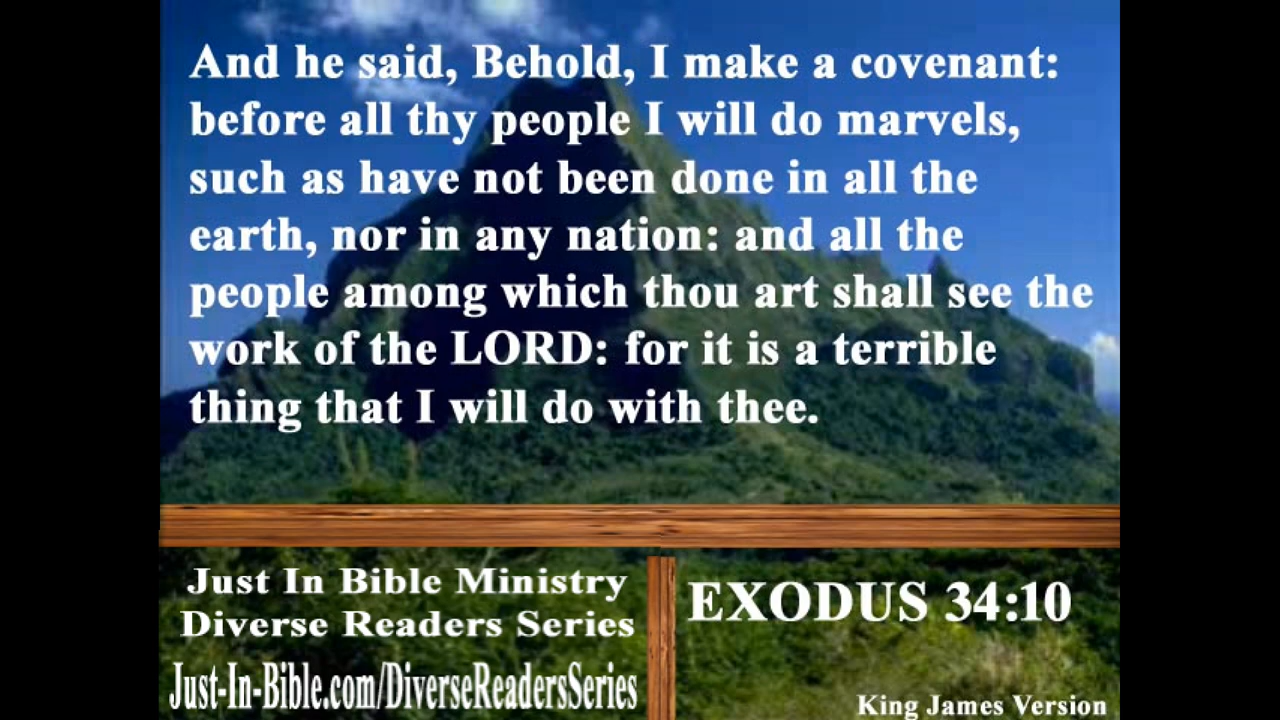 And he said, Behold, I make a covenant:
before all thy people I will do marvels,
such as have not been done in all the
earth, nor in any nation: and all the
people among which thou art shall see the
work of the LORD: for it is a terrible
thing that I will do with thee.
Just In Bible Ministry
Diverse Readers Series
Just-In-Bible.com/DiverseReadersSeries
EXODUS 34:10
King James Version